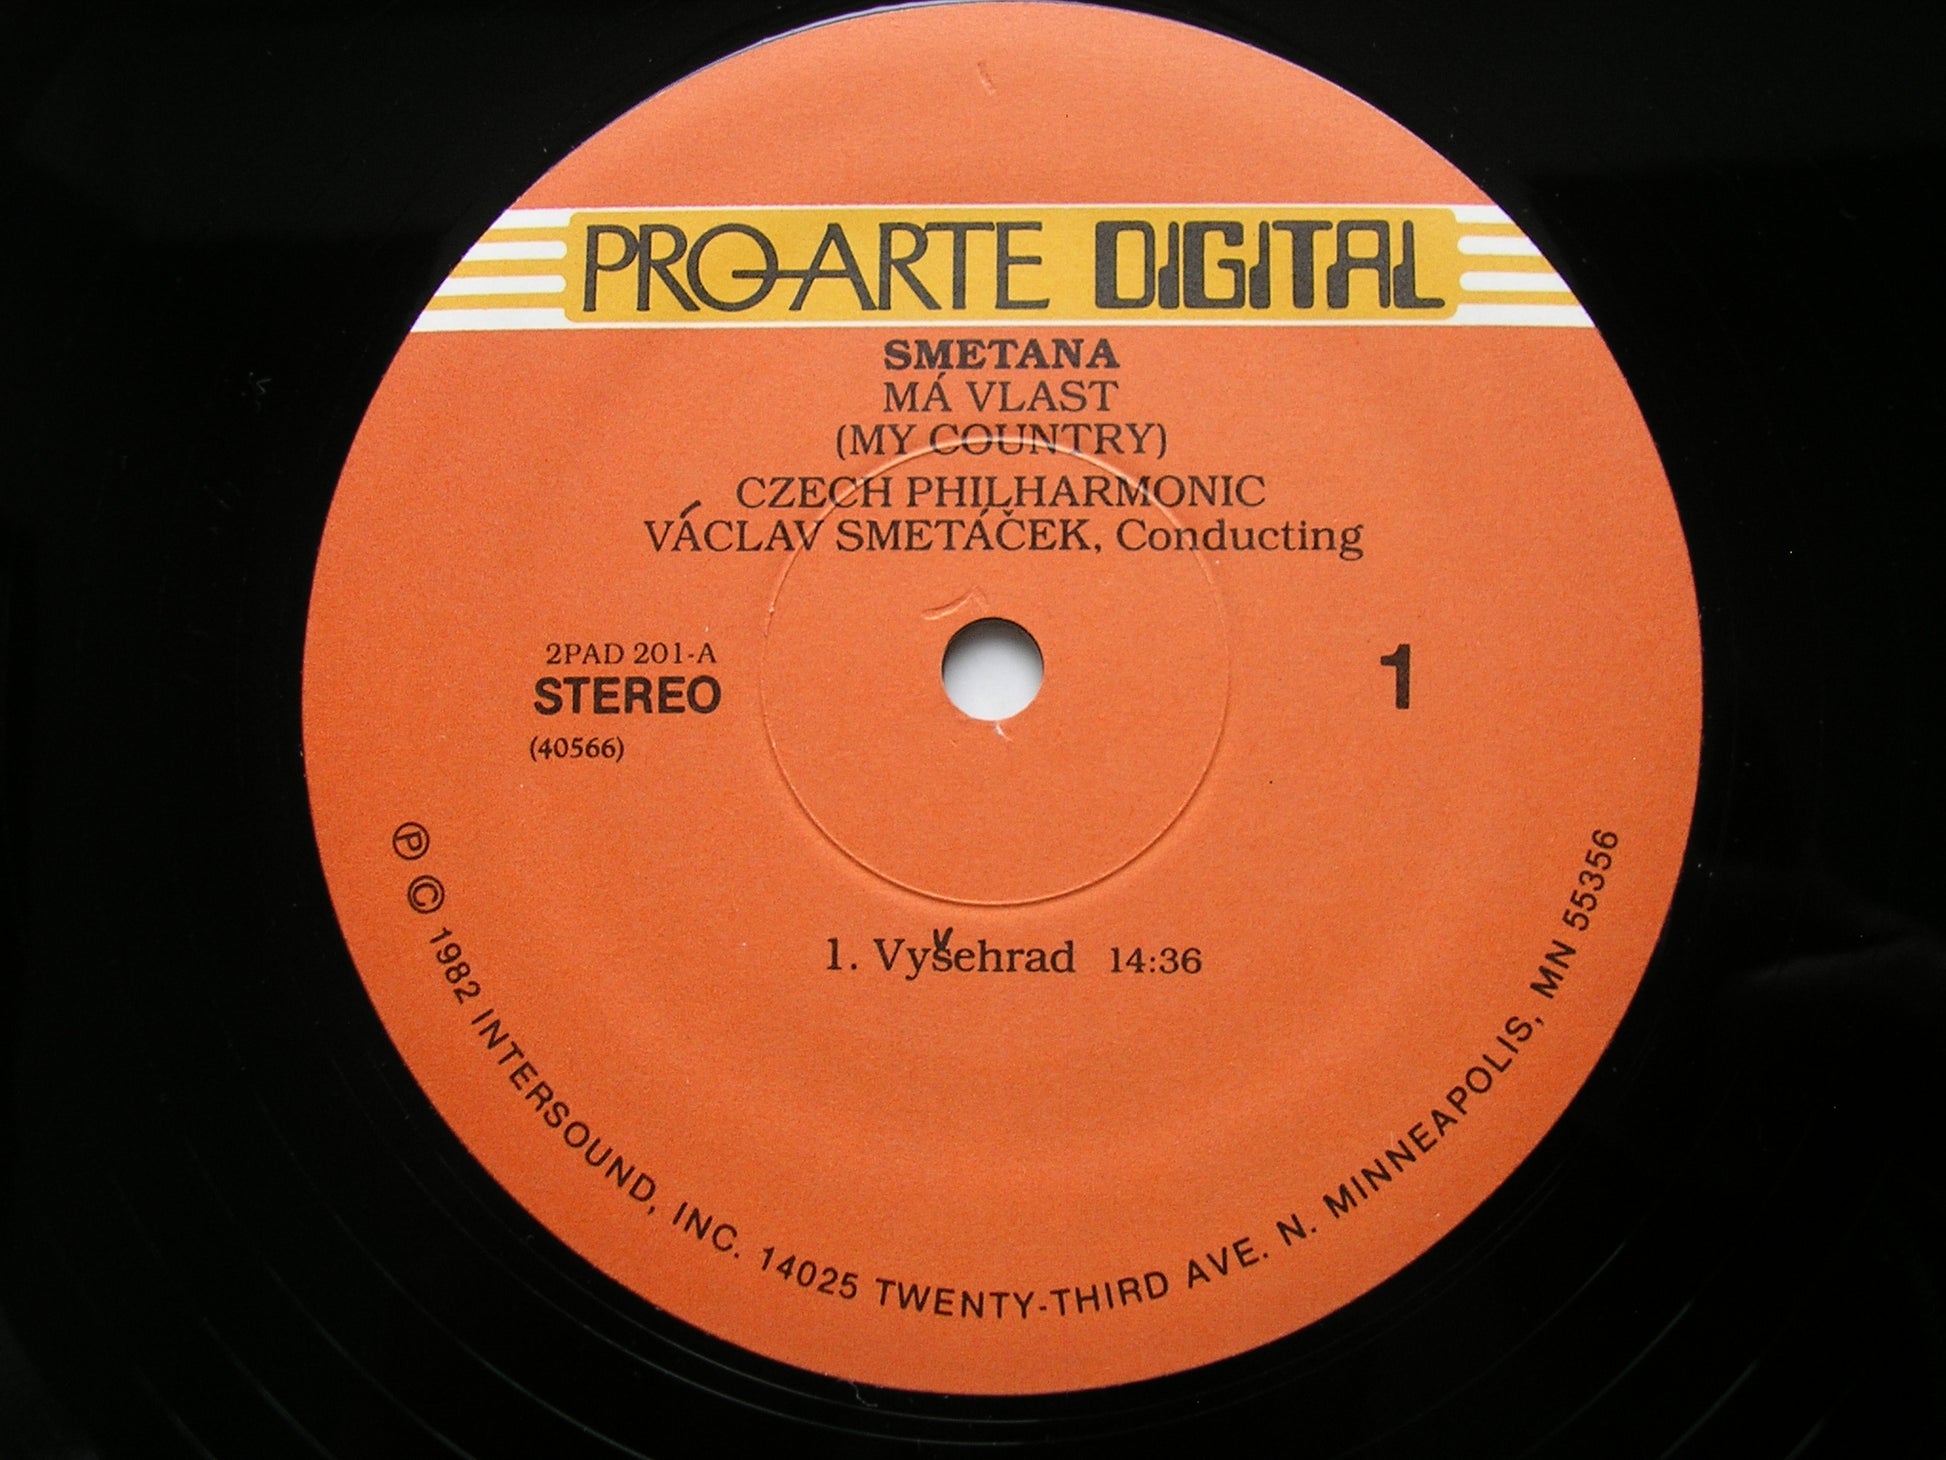 PRO-ARTE DIGITAL
SMETANA
MÁ VLAST
(MY COUNTRY)
CZECH PHILHARMONIC
VÁCLAV SMETÁČEK, Conducting
2PAD 201-A
STEREO
(40566)
1
1. Vyšehrad 14:36
Ⓟ © 1982 INTERSOUND, INC. 14025 TWENTY-THIRD AVE. N. MINNEAPOLIS, MN 55356